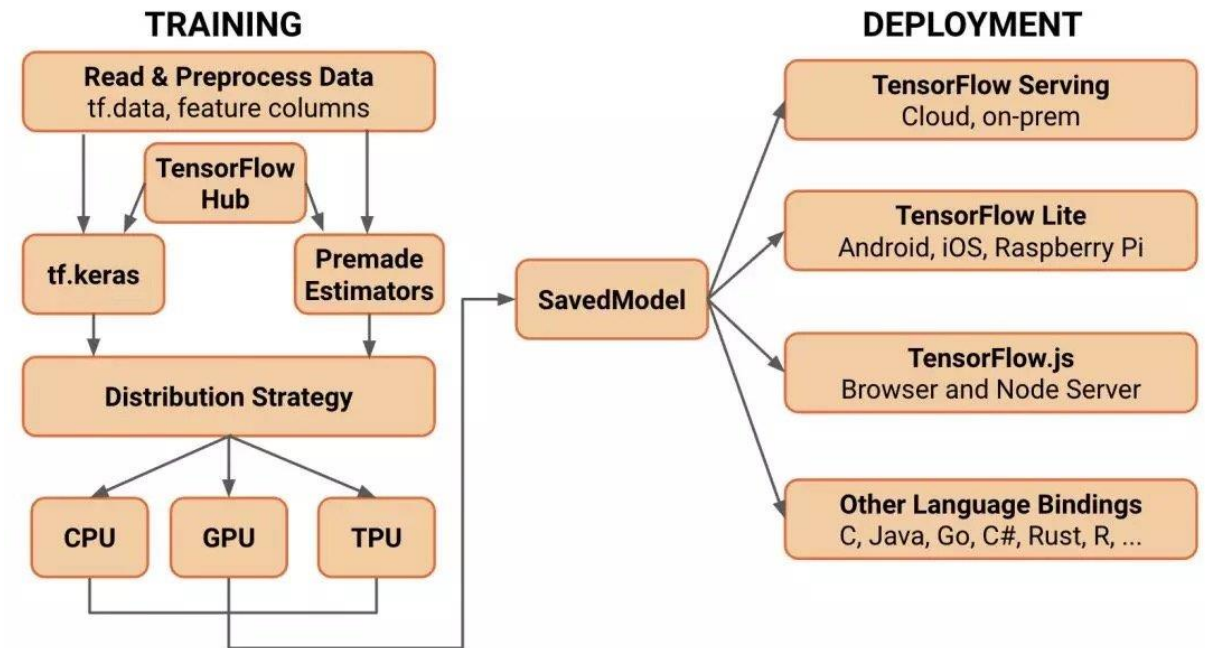 TRAINING
Read & Preprocess Data
tf.data, feature columns
TensorFlow
Hub
tf.keras
Premade
Estimators
Distribution Strategy
CPU
GPU
TPU
SavedModel
DEPLOYMENT
TensorFlow Serving
Cloud, on-prem
TensorFlow Lite
Android, iOS, Raspberry Pi
TensorFlow.js
Browser and Node Server
Other Language Bindings
C, Java, Go, C#, Rust, R, ...